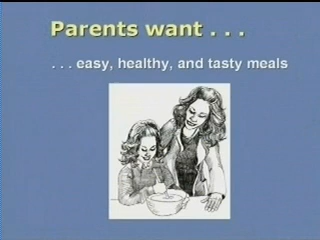 Parents want . . .
. . . easy, healthy, and tasty meals